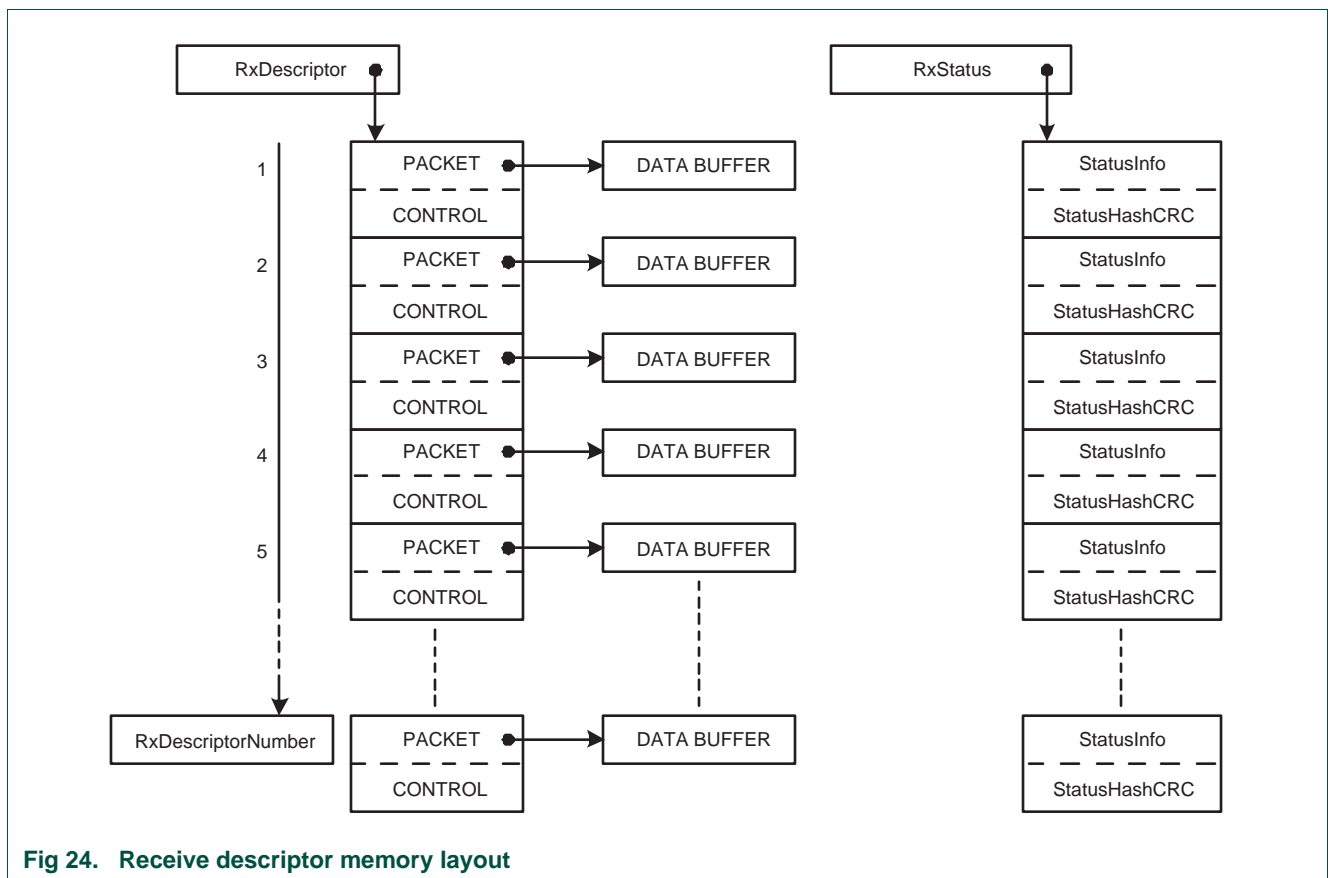 RxDescriptor
RxStatus
1
PACKET
DATA BUFFER
StatusInfo
CONTROL
StatusHashCRC
2
PACKET
DATA BUFFER
StatusInfo
CONTROL
StatusHashCRC
3
PACKET
DATA BUFFER
StatusInfo
CONTROL
StatusHashCRC
4
PACKET
DATA BUFFER
StatusInfo
CONTROL
StatusHashCRC
5
PACKET
DATA BUFFER
StatusInfo
CONTROL
StatusHashCRC
RxDescriptorNumber
PACKET
DATA BUFFER
StatusInfo
CONTROL
StatusHashCRC
Fig 24. Receive descriptor memory layout